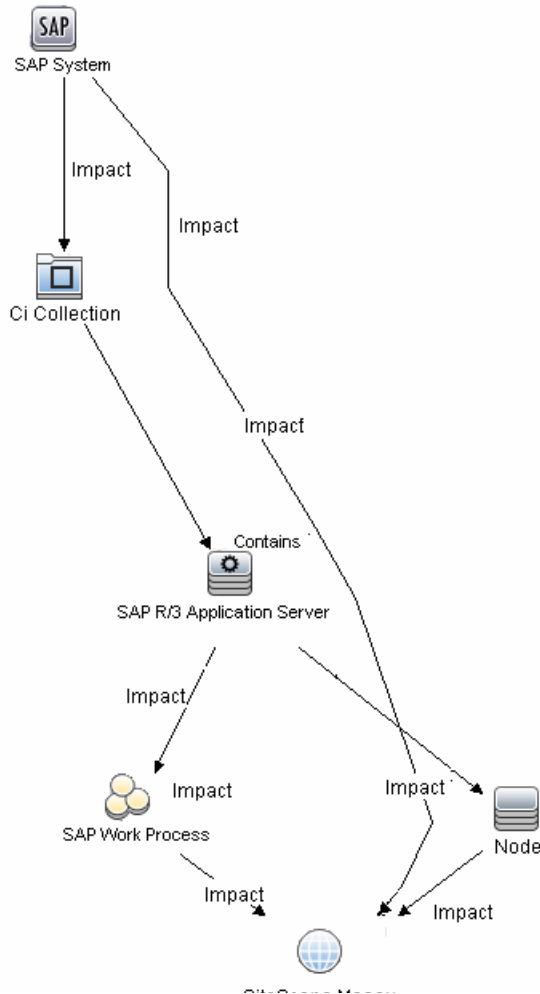 SAP
SAP System
Impact
Impact
Ci Collection
Impact
Contains
SAP R/3 Application Server
Impact
Impact
Impact
SAP Work Process
Node
Impact
Impact